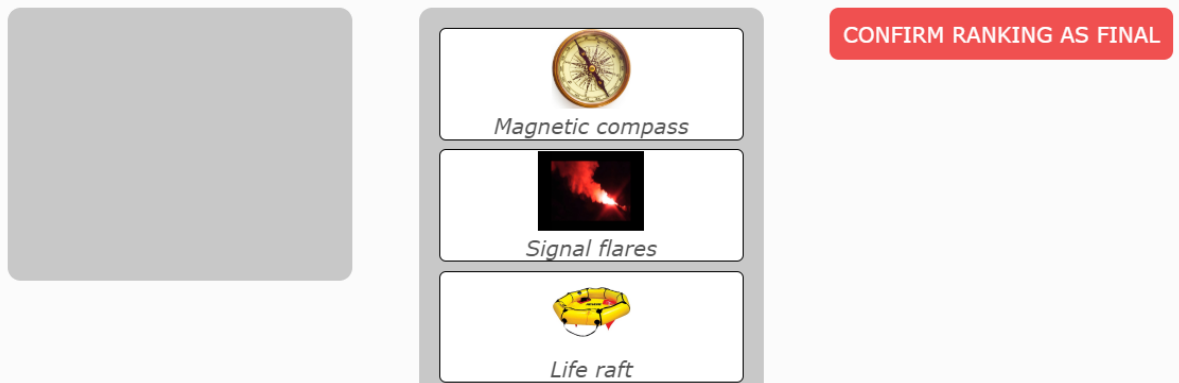 Magnetic compass
Signal flares
Life raft
CONFIRM RANKING AS FINAL